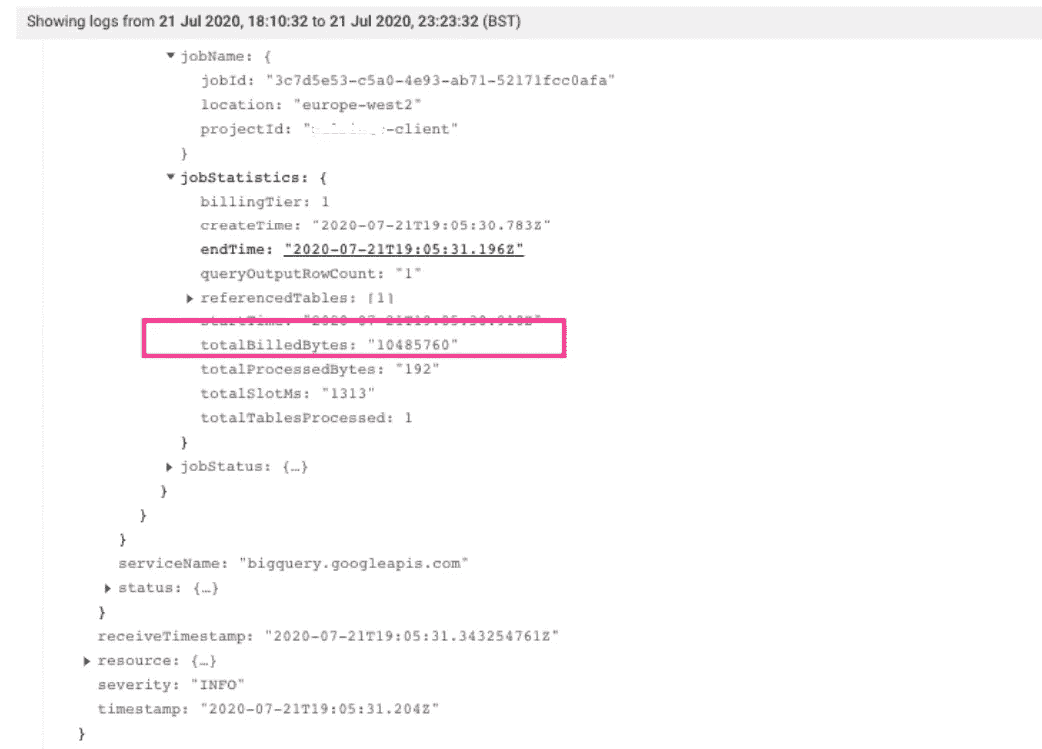 Showing logs from 21 Jul 2020, 18:10:32 to 21 Jul 2020, 23:23:32 (BST)
jobName: {
jobId: "3c7d5e53-c5a0-4e93-ab71-52171fcc0afa"
location: "europe-west2"
projectId: "-client"
}
jobStatistics: {
billingTier: 1
createTime: "2020-07-21T19:05:30.783Z"
endTime: "2020-07-21T19:05:31.196Z"
queryOutputRowCount: "1"
referencedTables: [1]
startTime:
totalBilledBytes: "10485760"
totalProcessedBytes: "192"
totalSlotMs: "1313"
totalTablesProcessed: 1
}
jobStatus: {…}
}
}
}
serviceName: "bigquery.googleapis.com"
status: {…}
}
receiveTimestamp: "2020-07-21T19:05:31.343254761Z"
resource: {…}
severity: "INFO"
timestamp: "2020-07-21T19:05:31.204Z"
}